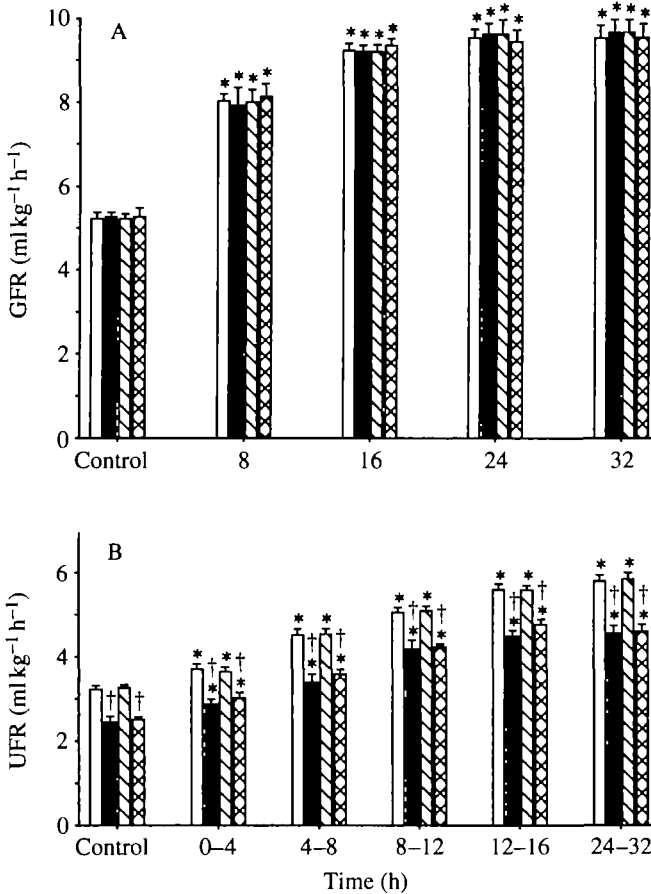 A
10
8
6
4
2
0
GFR (ml kg⁻¹ h⁻¹)
* * * *
* * * *
* * * *
* * * *
Control 8 16 24 32
B
6
4
2
0
UFR (ml kg⁻¹ h⁻¹)
† †
* † * * † *
* † * * † *
* † * * † *
* † * * † *
* † * * † *
Control 0–4 4–8 8–12 12–16 24–32
Time (h)